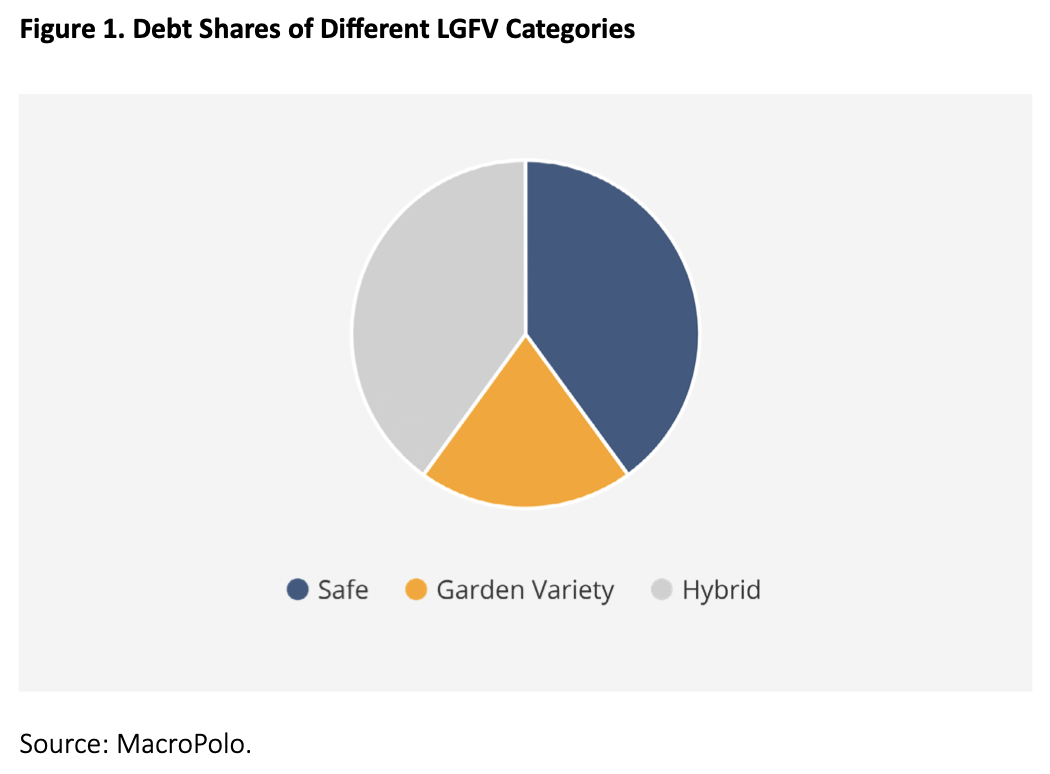 Figure 1. Debt Shares of Different LGFV Categories
Safe Garden Variety Hybrid
Source: MacroPolo.